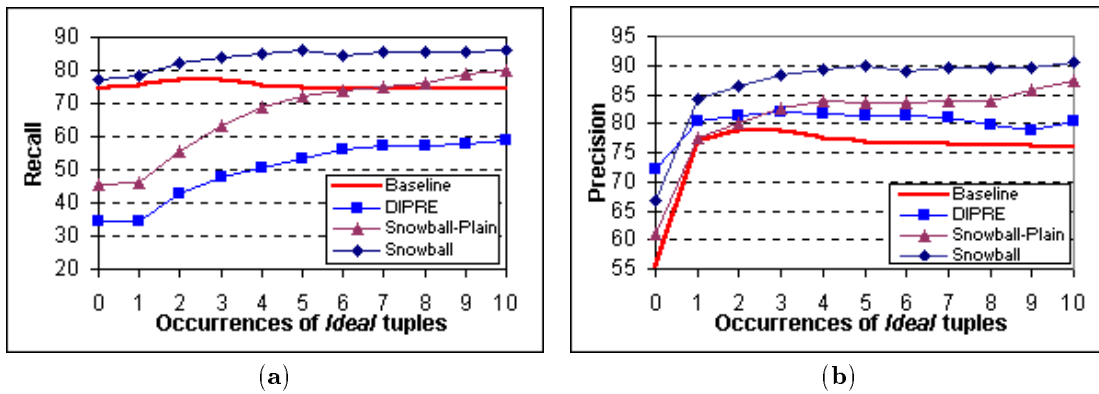 90
80
70
60
50
40
30
20
Recall
0 1 2 3 4 5 6 7 8 9 10
Occurrences of Ideal tuples
Baseline
DIPRE
Snowball-Plain
Snowball
(a)
95
90
85
80
75
70
65
60
55
Precision
0 1 2 3 4 5 6 7 8 9 10
Occurrences of Ideal tuples
Baseline
DIPRE
Snowball-Plain
Snowball
(b)